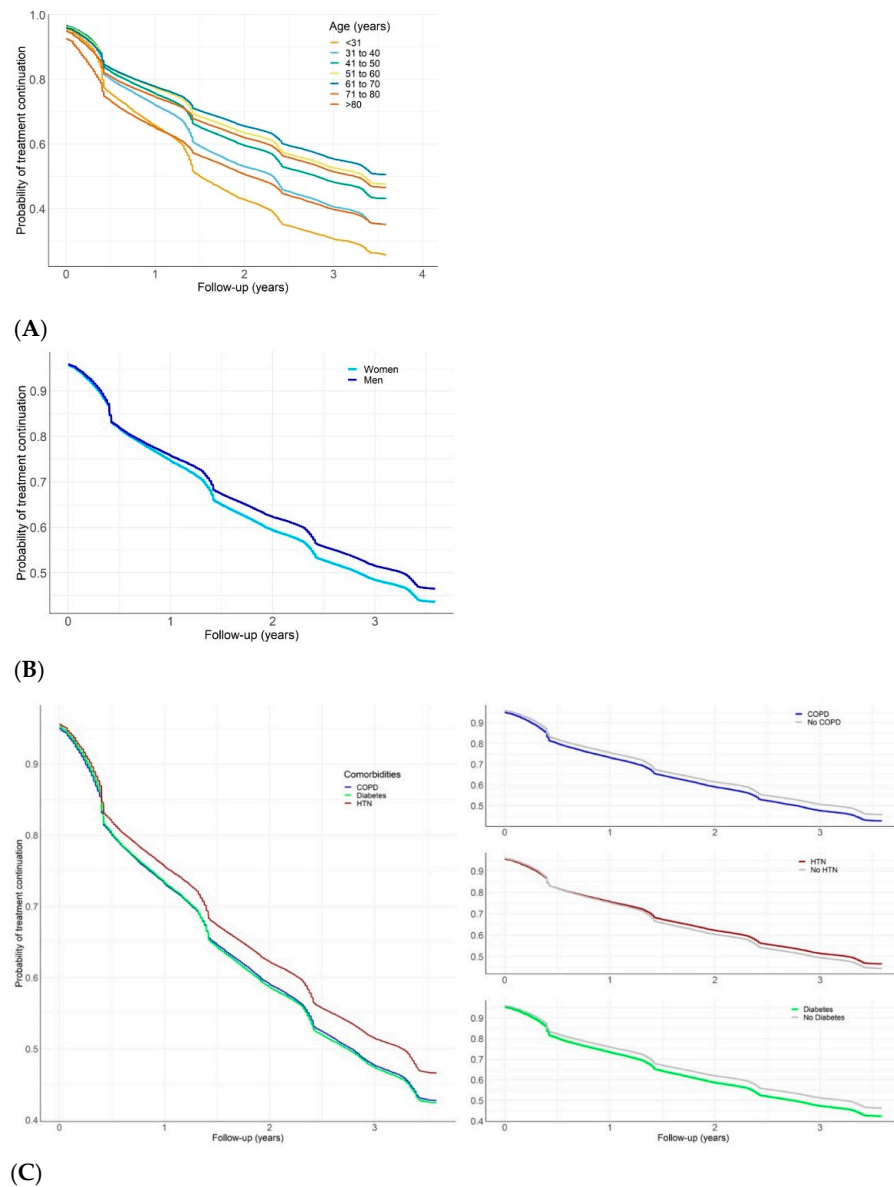 Age (years)
<31
31 to 40
41 to 50
51 to 60
61 to 70
71 to 80
>80
Probability of treatment continuation
1.0
0.8
0.6
0.4
0
1
2
3
4
Follow-up (years)
(A)
Women
Men
Probability of treatment continuation
0.9
0.8
0.7
0.6
0.5
0
1
2
3
Follow-up (years)
(B)
Comorbidities
COPD
Diabetes
HTN
Probability of treatment continuation
0.9
0.8
0.7
0.6
0.5
0.4
0
1
2
3
Follow-up (years)
COPD
No COPD
0.9
0.8
0.7
0.6
0.5
0
1
2
3
HTN
No HTN
0.9
0.8
0.7
0.6
0.5
0
1
2
3
Diabetes
No Diabetes
0.9
0.8
0.7
0.6
0.5
0.4
0
1
2
3
Follow-up (years)
(C)